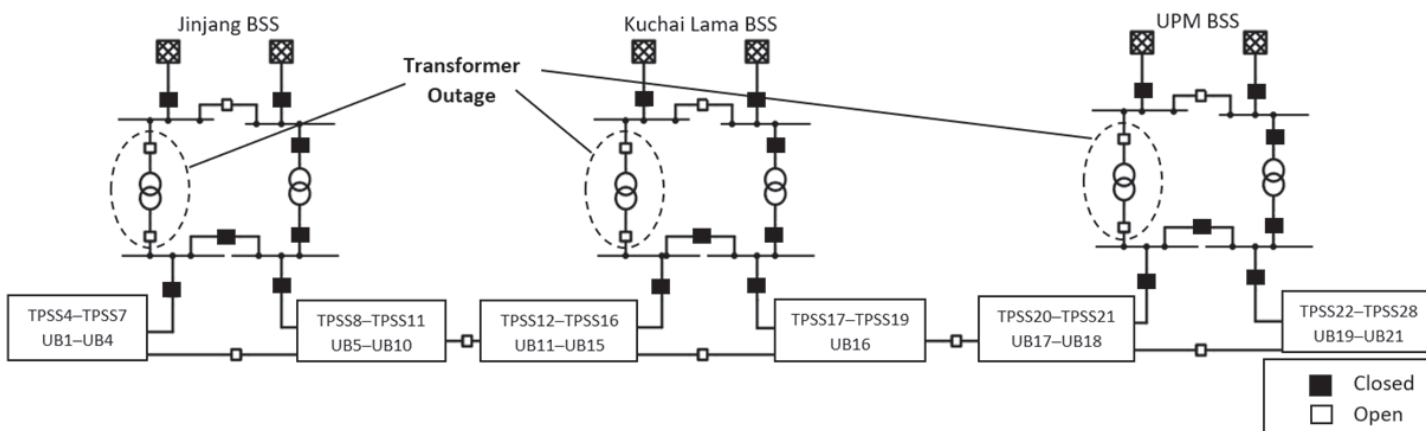 Jinjang BSS
Kuchai Lama BSS
UPM BSS
Transformer
Outage
TPSS4–TPSS7
UB1–UB4
TPSS8–TPSS11
UB5–UB10
TPSS12–TPSS16
UB11–UB15
TPSS17–TPSS19
UB16
TPSS20–TPSS21
UB17–UB18
TPSS22–TPSS28
UB19–UB21
Closed
Open